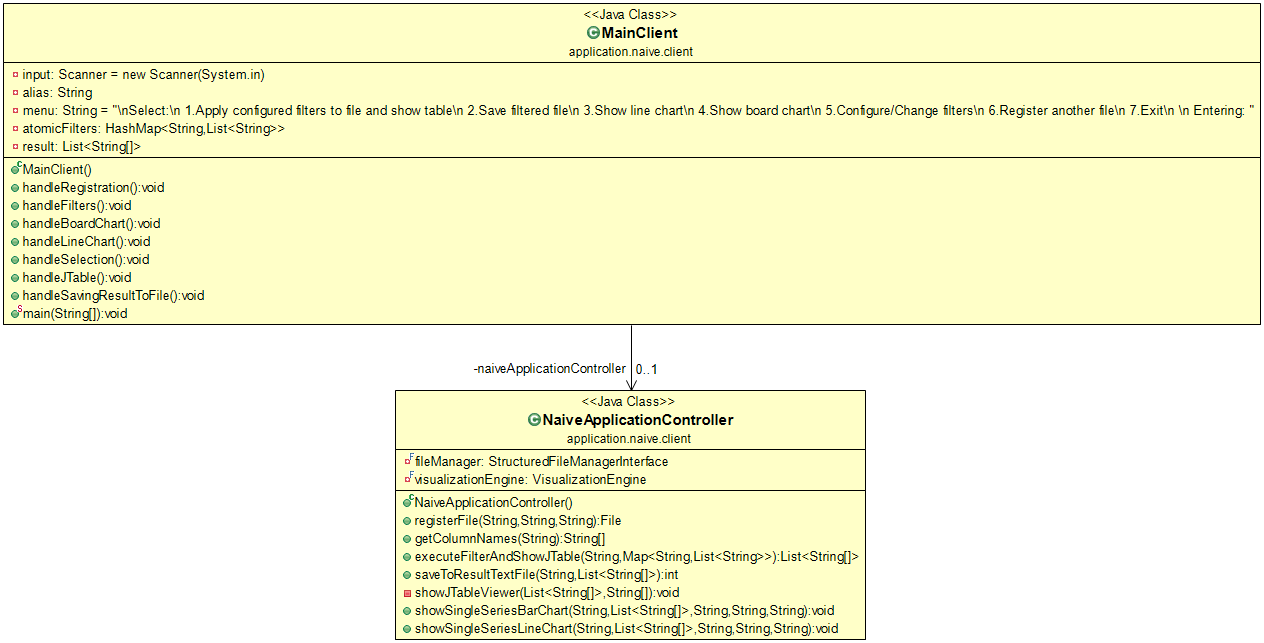 <<Java Class>>
C MainClient
application.naive.client
input: Scanner = new Scanner(System.in)
alias: String
menu: String = "\nSelect:\n 1.Apply configured filters to file and show table\n 2.Save filtered file\n 3.Show line chart\n 4.Show board chart\n 5.Configure/Change filters\n 6.Register another file\n 7.Exit\n \n Entering: "
atomicFilters: HashMap<String,List<String>>
result: List<String[]>
C MainClient()
handleRegistration():void
handleFilters():void
handleBoardChart():void
handleLineChart():void
handleSelection():void
handleJTable():void
handleSavingResultToFile():void
S main(String[]):void
-naiveApplicationController 0..1
<<Java Class>>
C NaiveApplicationController
application.naive.client
F fileManager: StructuredFileManagerInterface
F visualizationEngine: VisualizationEngine
C NaiveApplicationController()
registerFile(String,String,String):File
getColumnNames(String):String[]
executeFilterAndShowJTable(String,Map<String,List<String>>):List<String[]>
saveToResultTextFile(String,List<String[]>):int
showJTableViewer(List<String[]>,String[]):void
showSingleSeriesBarChart(String,List<String[]>,String,String,String):void
showSingleSeriesLineChart(String,List<String[]>,String,String,String):void